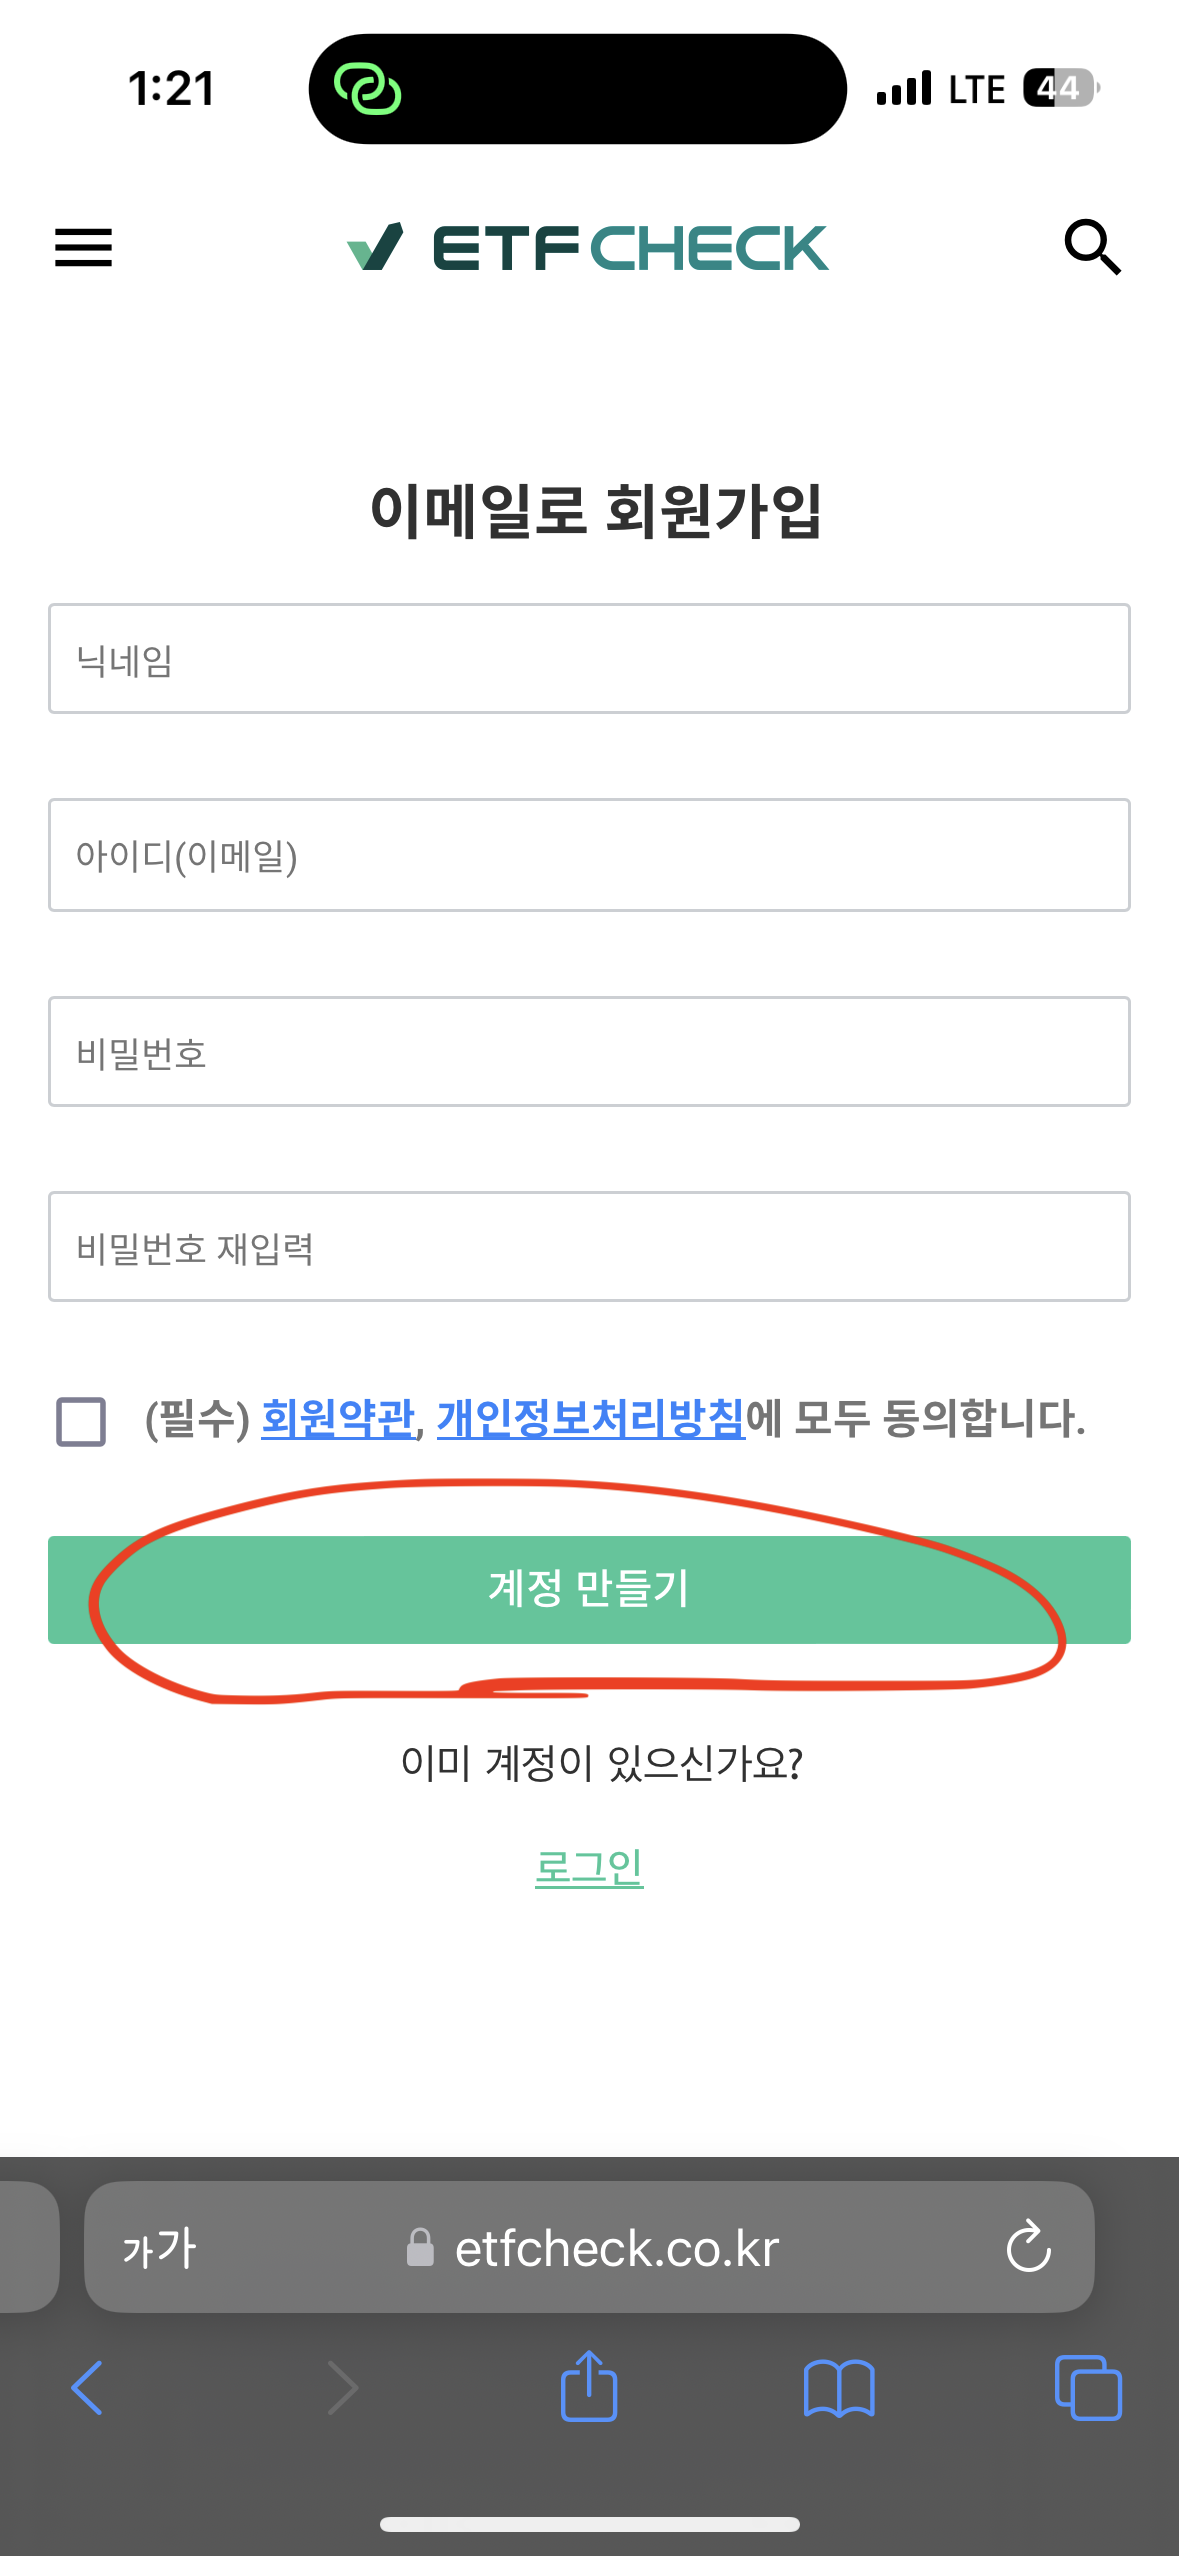 1:21
LTE 44
ETF CHECK
이메일로 회원가입
닉네임
아이디(이메일)
비밀번호
비밀번호 재입력
(필수) 회원약관, 개인정보처리방침에 모두 동의합니다.
계정 만들기
이미 계정이 있으신가요?
로그인
가가 etfcheck.co.kr